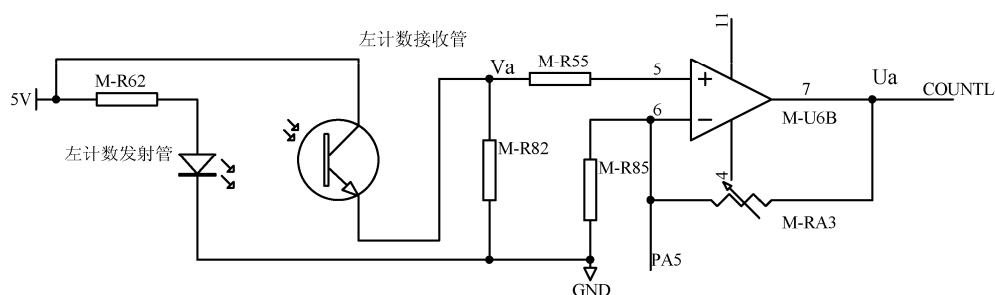 11
左计数接收管
Ua
Va
M-R55
5
M-R62
7
COUNTL
5V
6
M-U6B
左计数发射管
M-R82
M-R85
4
M-RA3
PA5
GND